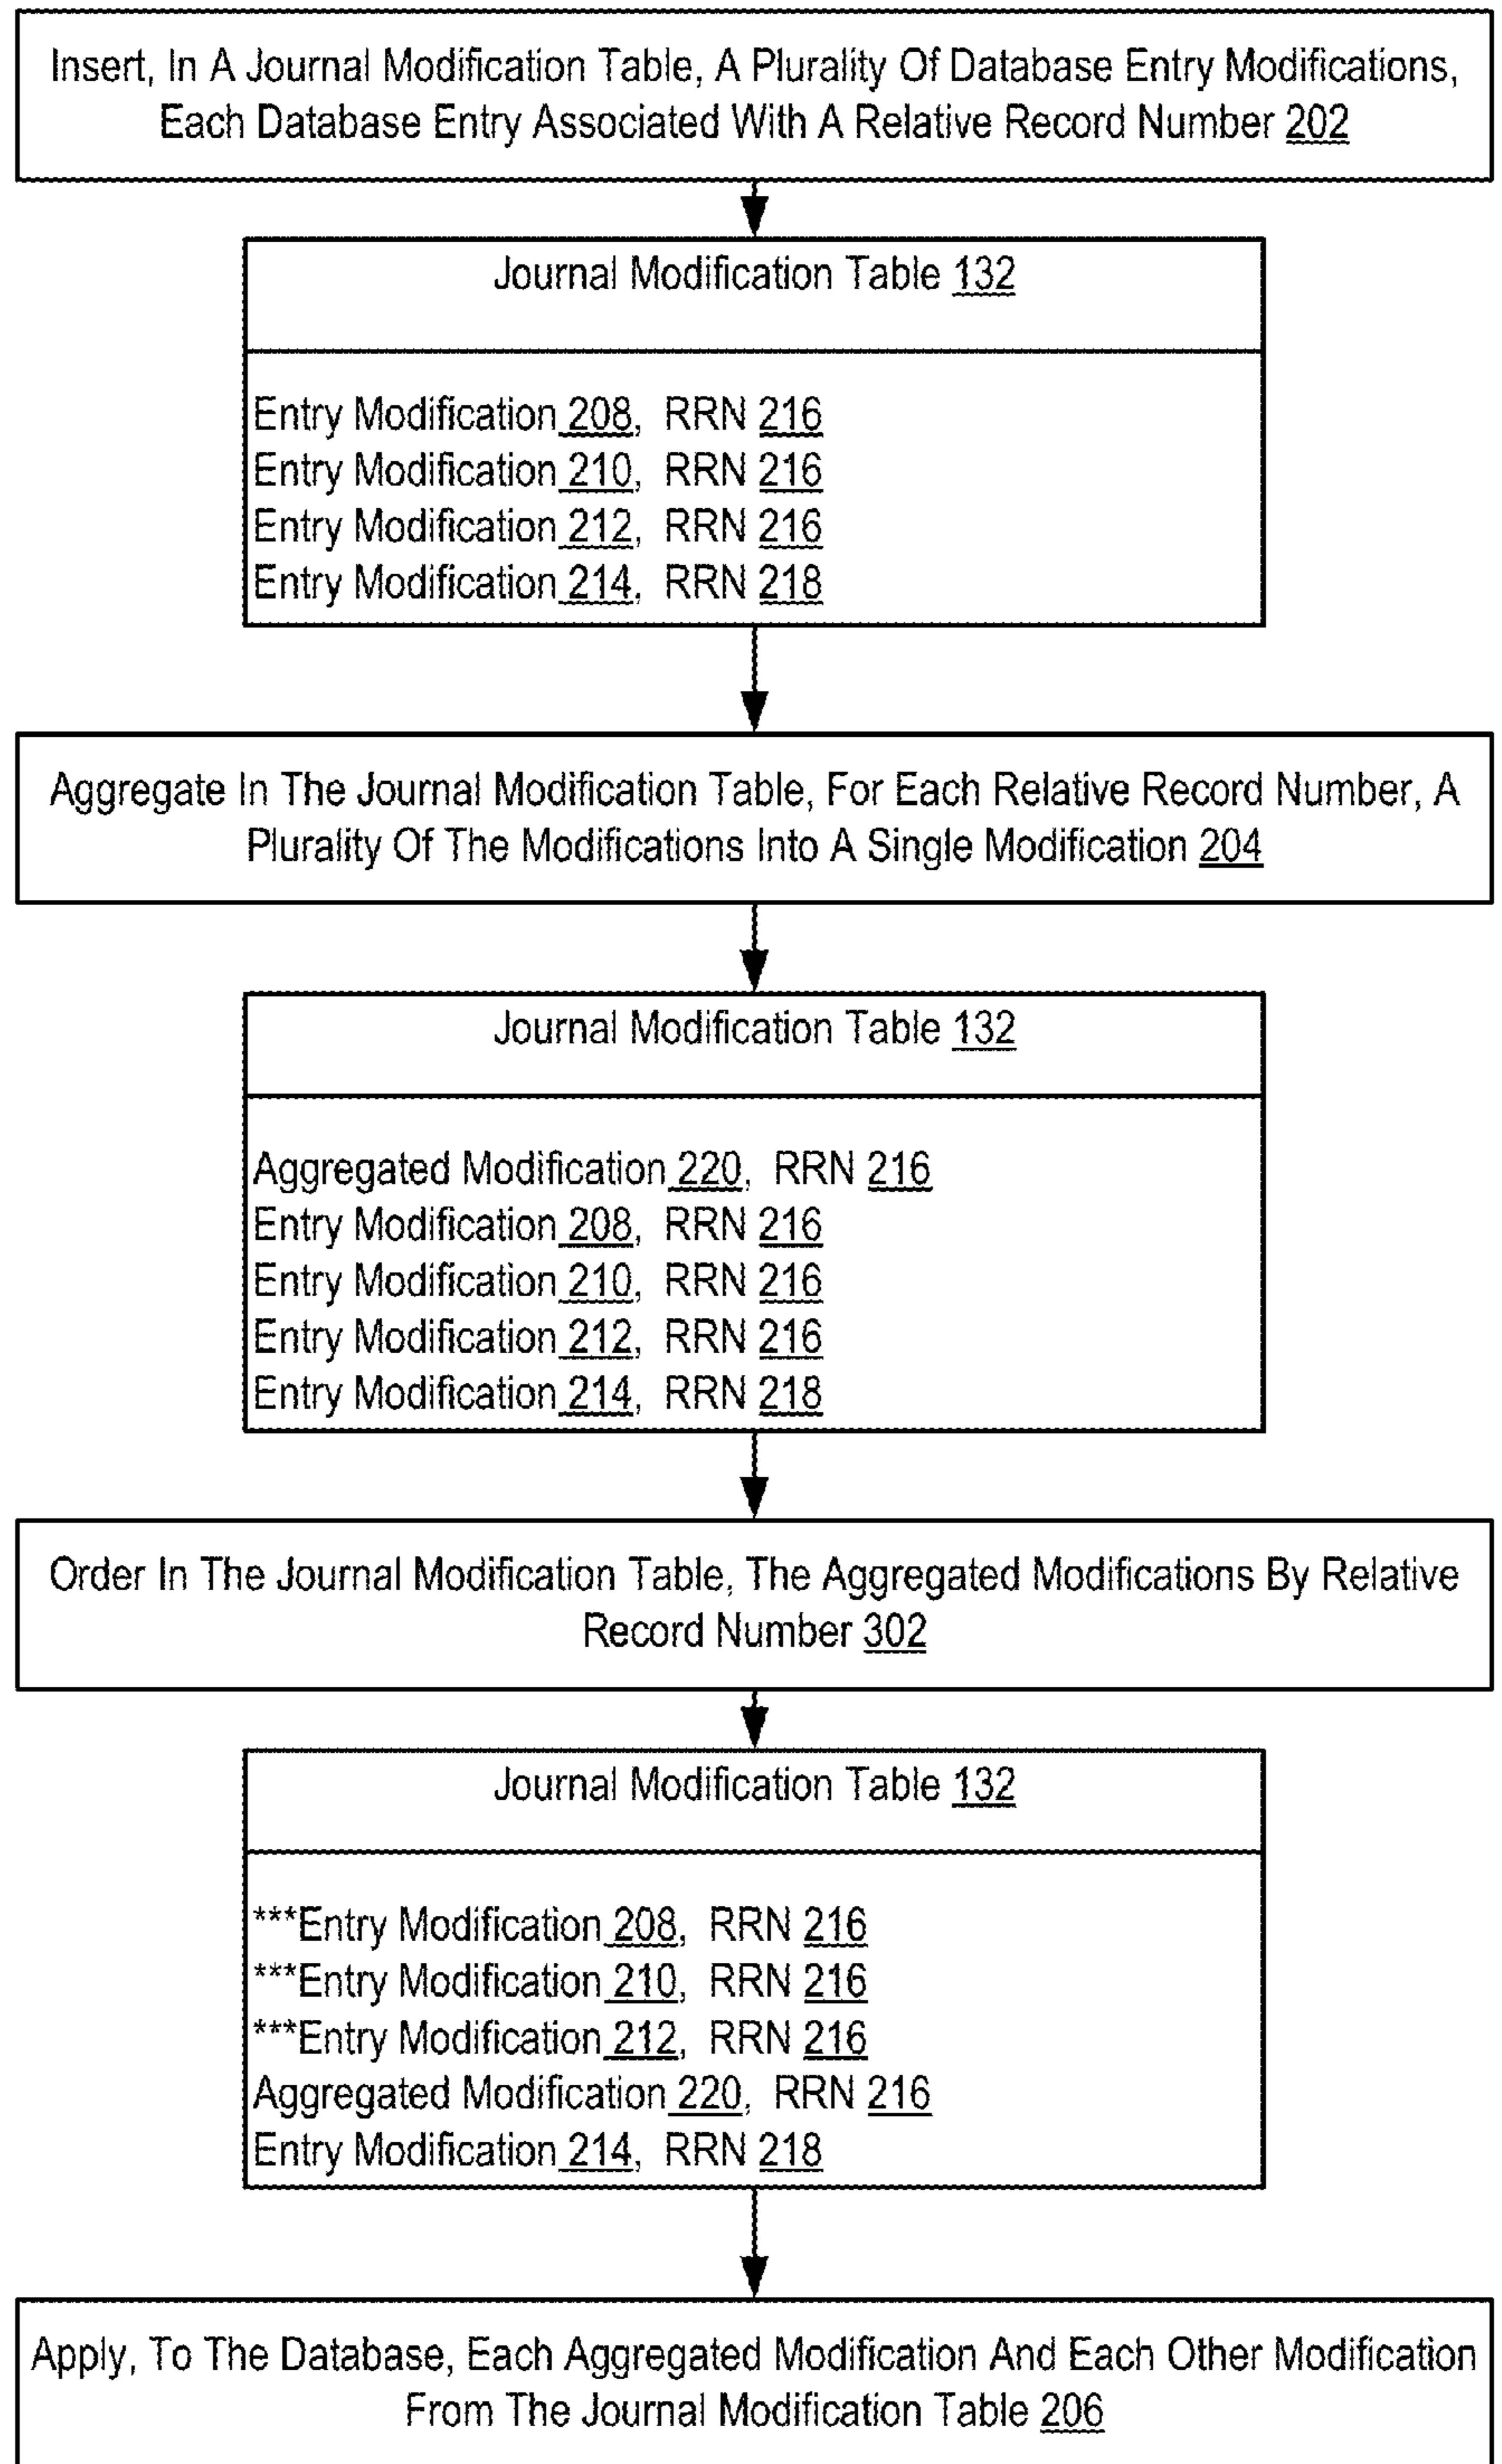 Insert, In A Journal Modification Table, A Plurality Of Database Entry Modifications,
Each Database Entry Associated With A Relative Record Number 202
Journal Modification Table 132
Entry Modification 208, RRN 216
Entry Modification 210, RRN 216
Entry Modification 212, RRN 216
Entry Modification 214, RRN 218
Aggregate In The Journal Modification Table, For Each Relative Record Number, A
Plurality Of The Modifications Into A Single Modification 204
Journal Modification Table 132
Aggregated Modification 220, RRN 216
Entry Modification 208, RRN 216
Entry Modification 210, RRN 216
Entry Modification 212, RRN 216
Entry Modification 214, RRN 218
Order In The Journal Modification Table, The Aggregated Modifications By Relative
Record Number 302
Journal Modification Table 132
***Entry Modification 208, RRN 216
***Entry Modification 210, RRN 216
***Entry Modification 212, RRN 216
Aggregated Modification 220, RRN 216
Entry Modification 214, RRN 218
Apply, To The Database, Each Aggregated Modification And Each Other Modification
From The Journal Modification Table 206